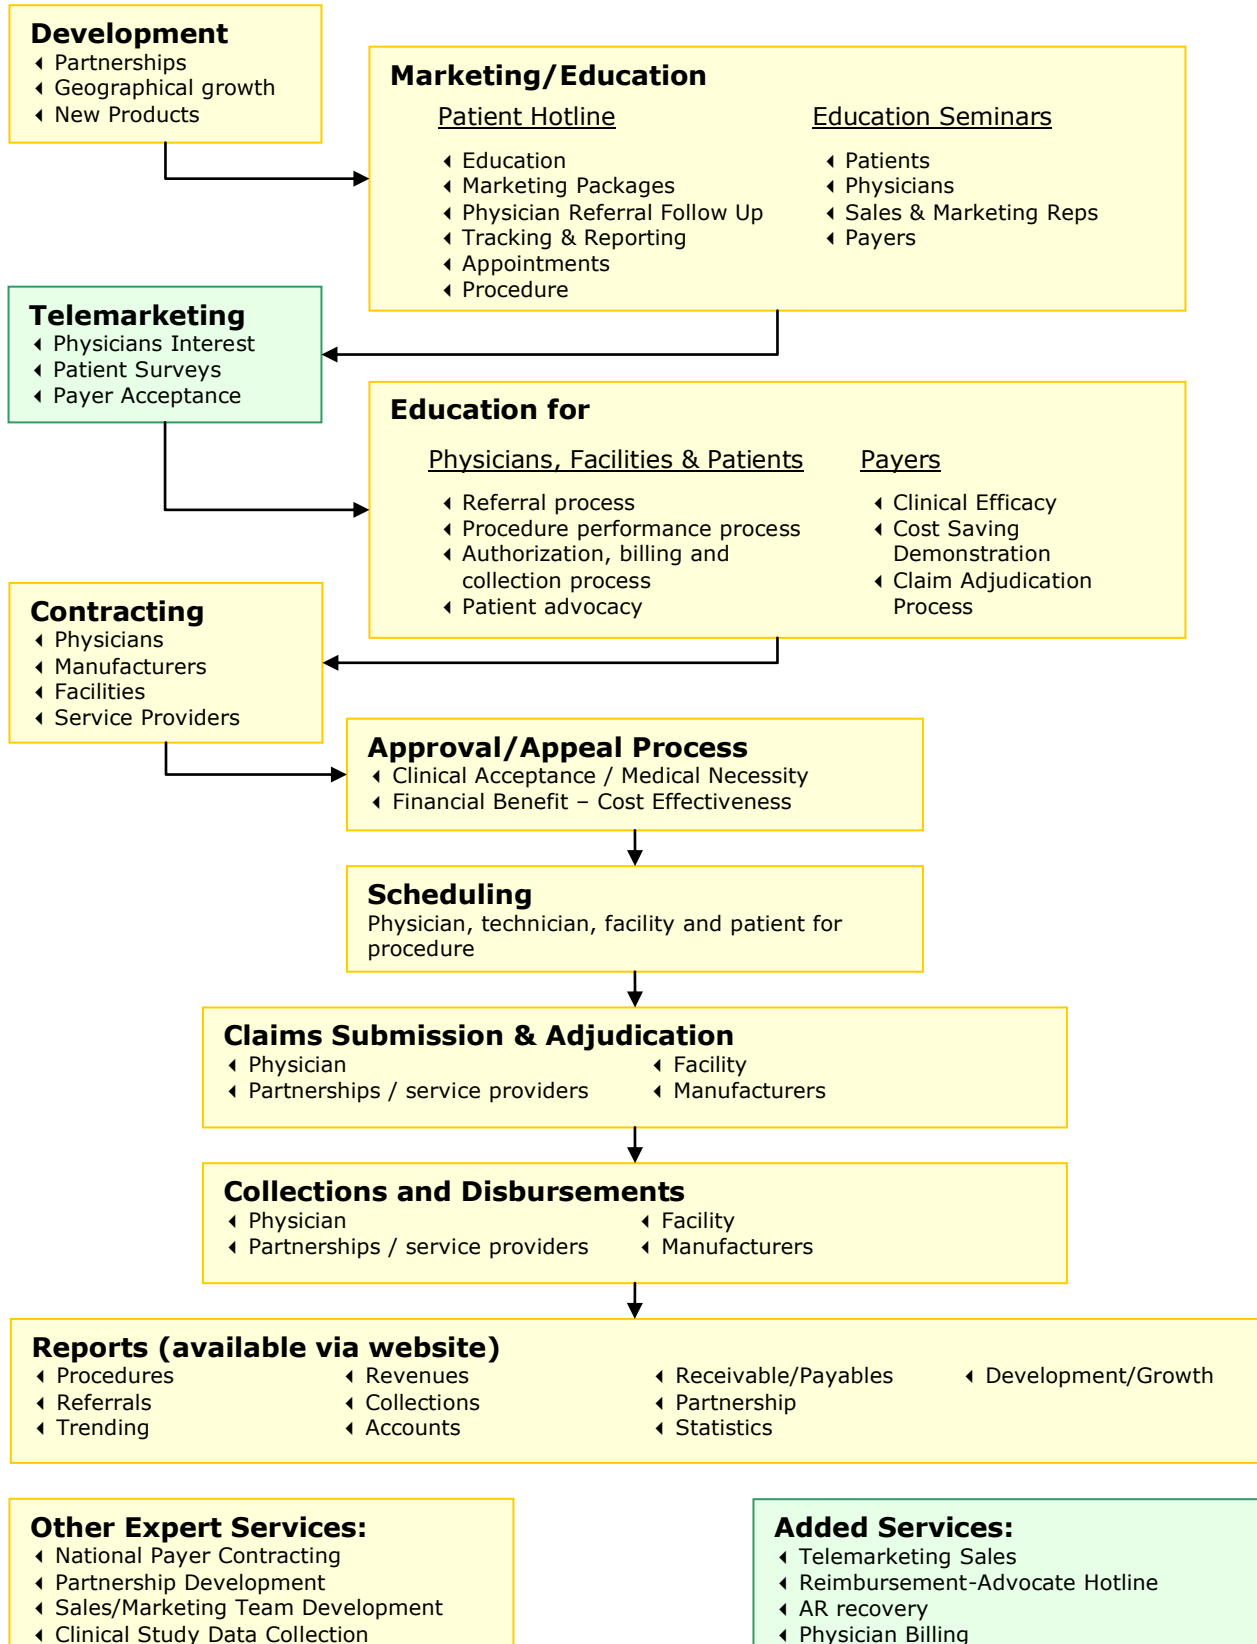 Development
Partnerships
Geographical growth
New Products
Marketing/Education
Patient Hotline
Education
Marketing Packages
Physician Referral Follow Up
Tracking & Reporting
Appointments
Procedure
Education Seminars
Patients
Physicians
Sales & Marketing Reps
Payers
Telemarketing
Physicians Interest
Patient Surveys
Payer Acceptance
Education for
Physicians, Facilities & Patients
Referral process
Procedure performance process
Authorization, billing and
collection process
Patient advocacy
Payers
Clinical Efficacy
Cost Saving
Demonstration
Claim Adjudication
Process
Contracting
Physicians
Manufacturers
Facilities
Service Providers
Approval/Appeal Process
Clinical Acceptance / Medical Necessity
Financial Benefit – Cost Effectiveness
Scheduling
Physician, technician, facility and patient for
procedure
Claims Submission & Adjudication
Physician
Partnerships / service providers
Facility
Manufacturers
Collections and Disbursements
Physician
Partnerships / service providers
Facility
Manufacturers
Reports (available via website)
Procedures
Referrals
Trending
Revenues
Collections
Accounts
Receivable/Payables
Partnership
Statistics
Development/Growth
Other Expert Services:
National Payer Contracting
Partnership Development
Sales/Marketing Team Development
Clinical Study Data Collection
Added Services:
Telemarketing Sales
Reimbursement-Advocate Hotline
AR recovery
Physician Billing